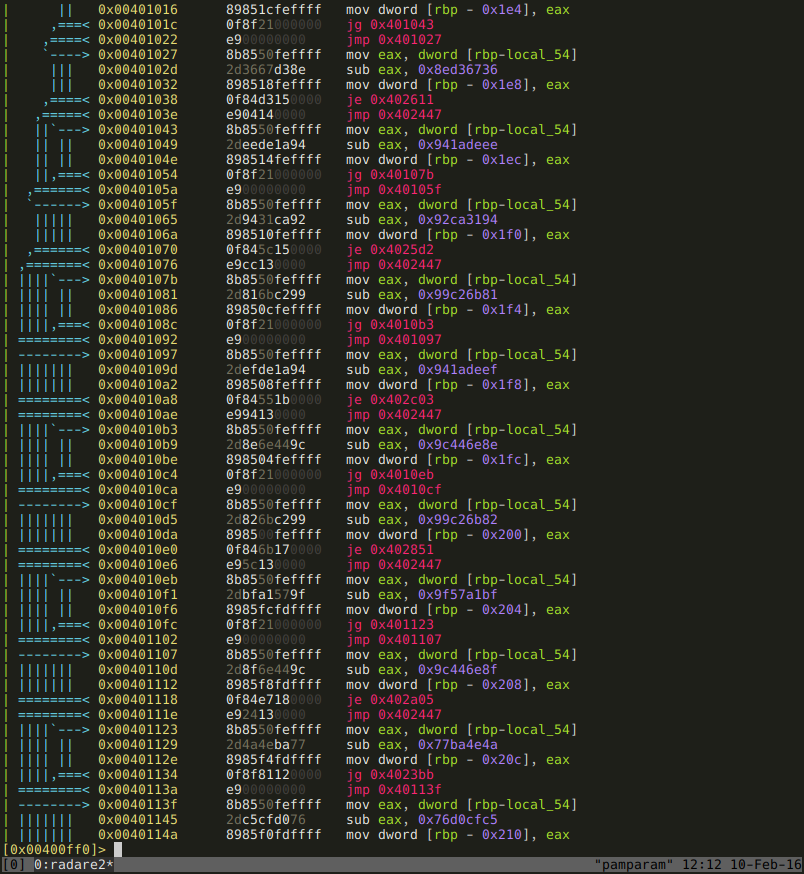 |       ||   0x00401016      89851cfeffff   mov dword [rbp - 0x1e4], eax
|      ,===< 0x0040101c      0f8f21000000   jg 0x401043
|     ,====< 0x00401022      e900000000     jmp 0x401027
|     `----> 0x00401027      8b8550feffff   mov eax, dword [rbp-local_54]
|      |||   0x0040102d      2d3667d38e     sub eax, 0x8ed36736
|      |||   0x00401032      898518feffff   mov dword [rbp - 0x1e8], eax
|     ,====< 0x00401038      0f84d3150000   je 0x402611
|    ,=====< 0x0040103e      e904140000     jmp 0x402447
|    ||`---> 0x00401043      8b8550feffff   mov eax, dword [rbp-local_54]
|    || ||   0x00401049      2deede1a94     sub eax, 0x941adeee
|    || ||   0x0040104e      898514feffff   mov dword [rbp - 0x1ec], eax
|    ||,===< 0x00401054      0f8f21000000   jg 0x40107b
|   ,======< 0x0040105a      e900000000     jmp 0x40105f
|   `------> 0x0040105f      8b8550feffff   mov eax, dword [rbp-local_54]
|    |||||   0x00401065      2d9431ca92     sub eax, 0x92ca3194
|    |||||   0x0040106a      898510feffff   mov dword [rbp - 0x1f0], eax
|   ,======< 0x00401070      0f845c150000   je 0x4025d2
|  ,=======< 0x00401076      e9cc130000     jmp 0x402447
|  ||||`---> 0x0040107b      8b8550feffff   mov eax, dword [rbp-local_54]
|  |||| ||   0x00401081      2d816bc299     sub eax, 0x99c26b81
|  |||| ||   0x00401086      89850cfeffff   mov dword [rbp - 0x1f4], eax
|  ||||,===< 0x0040108c      0f8f21000000   jg 0x4010b3
|  ========< 0x00401092      e900000000     jmp 0x401097
|  --------> 0x00401097      8b8550feffff   mov eax, dword [rbp-local_54]
|  |||||||   0x0040109d      2defde1a94     sub eax, 0x941adeef
|  |||||||   0x004010a2      898508feffff   mov dword [rbp - 0x1f8], eax
|  ========< 0x004010a8      0f84551b0000   je 0x402c03
|  ========< 0x004010ae      e994130000     jmp 0x402447
|  ||||`---> 0x004010b3      8b8550feffff   mov eax, dword [rbp-local_54]
|  |||| ||   0x004010b9      2d8e6e449c     sub eax, 0x9c446e8e
|  |||| ||   0x004010be      898504feffff   mov dword [rbp - 0x1fc], eax
|  ||||,===< 0x004010c4      0f8f21000000   jg 0x4010eb
|  ========< 0x004010ca      e900000000     jmp 0x4010cf
|  --------> 0x004010cf      8b8550feffff   mov eax, dword [rbp-local_54]
|  |||||||   0x004010d5      2d826bc299     sub eax, 0x99c26b82
|  |||||||   0x004010da      898500feffff   mov dword [rbp - 0x200], eax
|  ========< 0x004010e0      0f846b170000   je 0x402851
|  ========< 0x004010e6      e95c130000     jmp 0x402447
|  ||||`---> 0x004010eb      8b8550feffff   mov eax, dword [rbp-local_54]
|  |||| ||   0x004010f1      2dbfa1579f     sub eax, 0x9f57a1bf
|  |||| ||   0x004010f6      8985fcfdffff   mov dword [rbp - 0x204], eax
|  ||||,===< 0x004010fc      0f8f21000000   jg 0x401123
|  ========< 0x00401102      e900000000     jmp 0x401107
|  --------> 0x00401107      8b8550feffff   mov eax, dword [rbp-local_54]
|  |||||||   0x0040110d      2d8f6e449c     sub eax, 0x9c446e8f
|  |||||||   0x00401112      8985f8fdffff   mov dword [rbp - 0x208], eax
|  ========< 0x00401118      0f84e7180000   je 0x402a05
|  ========< 0x0040111e      e924130000     jmp 0x402447
|  ||||`---> 0x00401123      8b8550feffff   mov eax, dword [rbp-local_54]
|  |||| ||   0x00401129      2d4a4eba77     sub eax, 0x77ba4e4a
|  |||| ||   0x0040112e      8985f4fdffff   mov dword [rbp - 0x20c], eax
|  ||||,===< 0x00401134      0f8f81120000   jg 0x4023bb
|  ========< 0x0040113a      e900000000     jmp 0x40113f
|  --------> 0x0040113f      8b8550feffff   mov eax, dword [rbp-local_54]
|  |||||||   0x00401145      2dc5cfd076     sub eax, 0x76d0cfc5
|  |||||||   0x0040114a      8985f0fdffff   mov dword [rbp - 0x210], eax
[0x00400ff0]>
[0] 0:radare2* "pamparam" 12:12 10-Feb-16